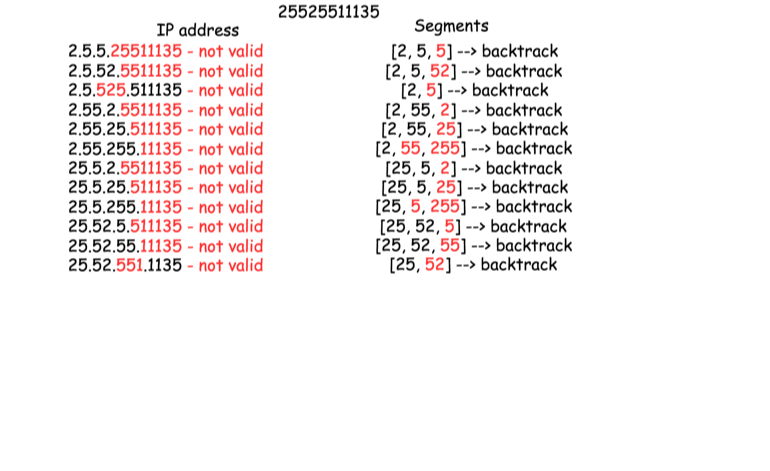 25525511135
IP address Segments
2.5.5.25511135 - not valid [2, 5, 5] --> backtrack
2.5.52.5511135 - not valid [2, 5, 52] --> backtrack
2.5.525.511135 - not valid [2, 5] --> backtrack
2.55.2.5511135 - not valid [2, 55, 2] --> backtrack
2.55.25.511135 - not valid [2, 55, 25] --> backtrack
2.55.255.11135 - not valid [2, 55, 255] --> backtrack
25.5.2.5511135 - not valid [25, 5, 2] --> backtrack
25.5.25.511135 - not valid [25, 5, 25] --> backtrack
25.5.255.11135 - not valid [25, 5, 255] --> backtrack
25.52.5.511135 - not valid [25, 52, 5] --> backtrack
25.52.55.11135 - not valid [25, 52, 55] --> backtrack
25.52.551.1135 - not valid [25, 52] --> backtrack